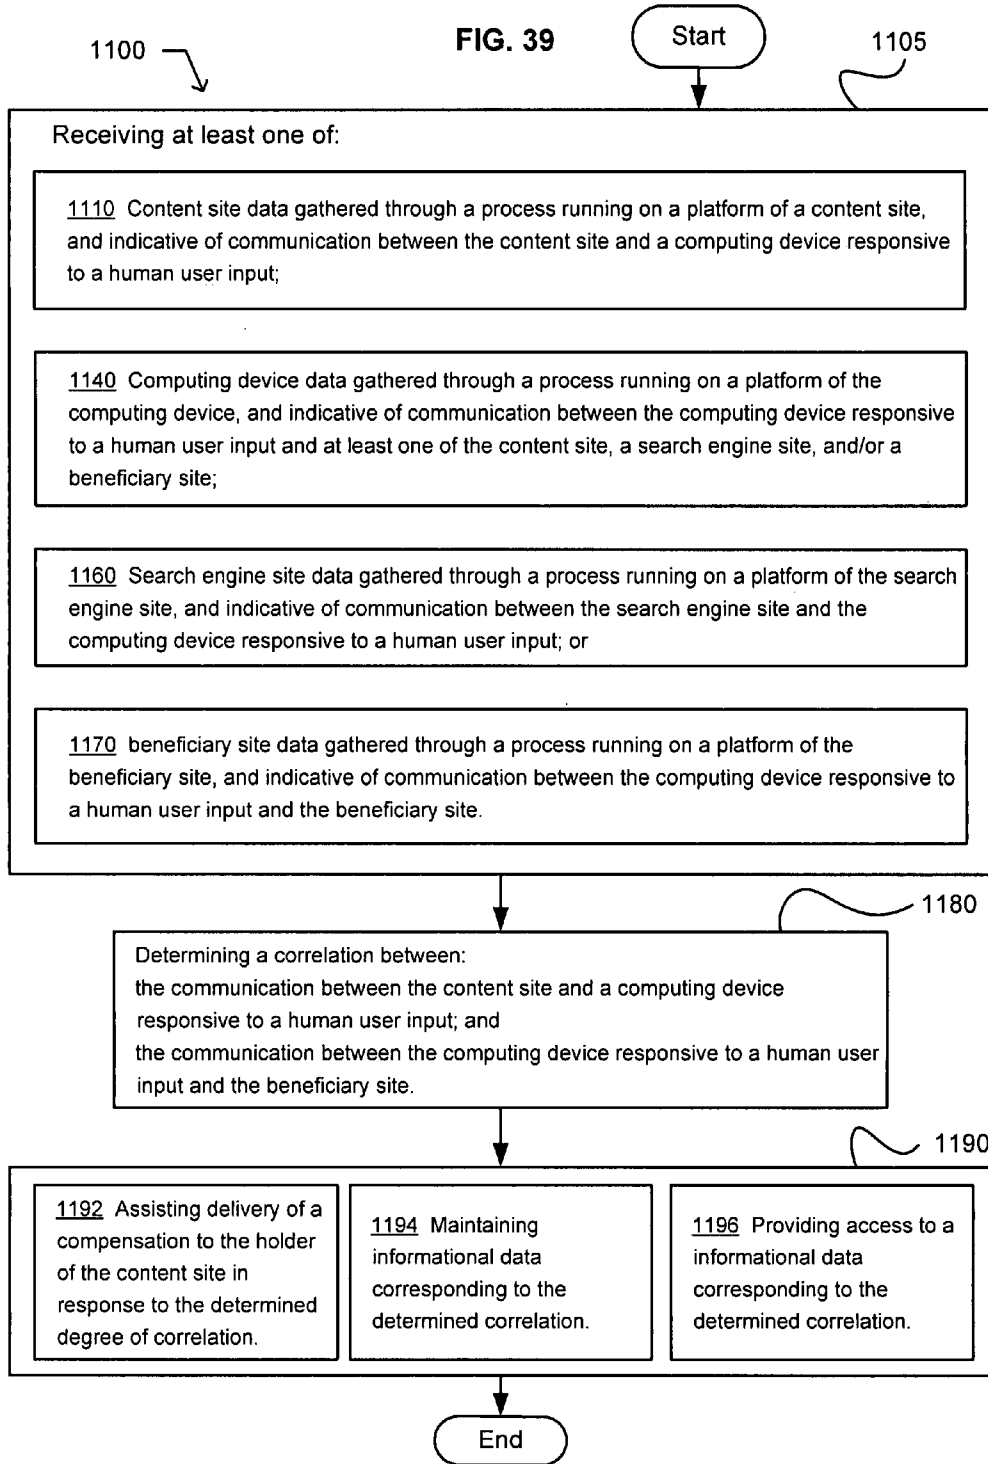 FIG. 39
Start
1100
1105
Receiving at least one of:
1110 Content site data gathered through a process running on a platform of a content site,
and indicative of communication between the content site and a computing device responsive
to a human user input;
1140 Computing device data gathered through a process running on a platform of the
computing device, and indicative of communication between the computing device responsive
to a human user input and at least one of the content site, a search engine site, and/or a
beneficiary site;
1160 Search engine site data gathered through a process running on a platform of the search
engine site, and indicative of communication between the search engine site and the
computing device responsive to a human user input; or
1170 beneficiary site data gathered through a process running on a platform of the
beneficiary site, and indicative of communication between the computing device responsive to
a human user input and the beneficiary site.
1180
Determining a correlation between:
the communication between the content site and a computing device
responsive to a human user input; and
the communication between the computing device responsive to a human user
input and the beneficiary site.
1190
1192 Assisting delivery of a
compensation to the holder
of the content site in
response to the determined
degree of correlation.
1194 Maintaining
informational data
corresponding to the
determined correlation.
1196 Providing access to a
informational data
corresponding to the
determined correlation.
End